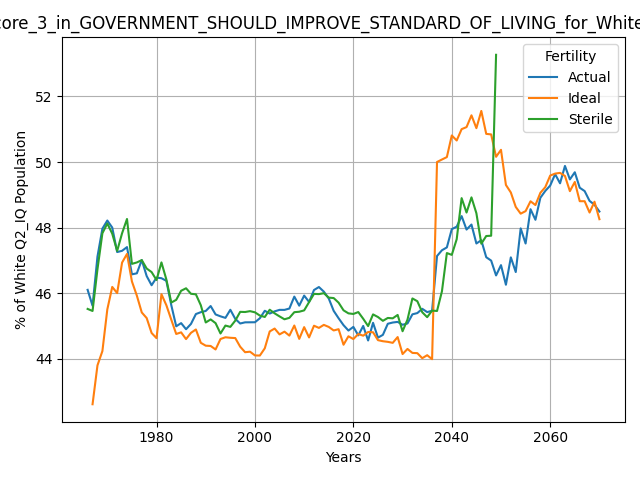 core_3_in_GOVERNMENT_SHOULD_IMPROVE_STANDARD_OF_LIVING_for_White
Fertility
Actual
Ideal
Sterile
% of White Q2_IQ Population
52
50
48
46
44
1980
2000
2020
2040
2060
Years